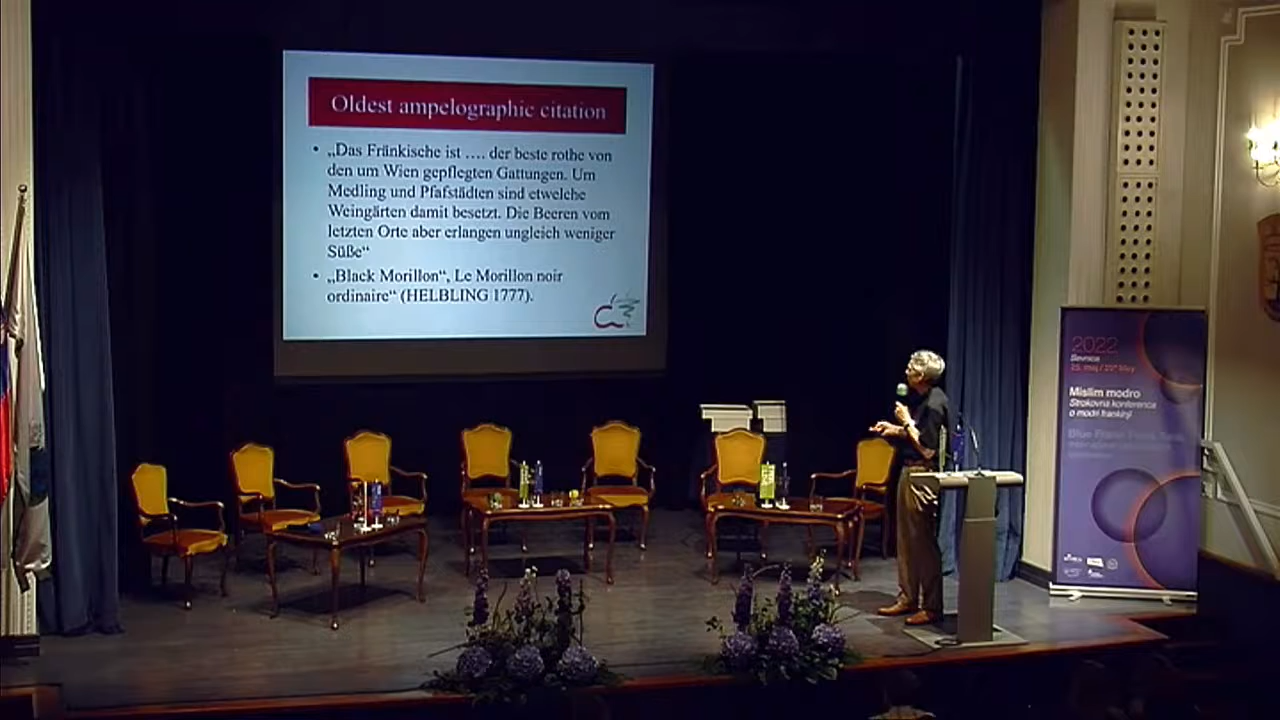 Oldest ampelographic citation
• „Das Fränkische ist .... der beste rothe von
den um Wien gepflegten Gattungen. Um
Medling und Pfafstädten sind etwelche
Weingärten damit besetzt. Die Beeren vom
letzten Orte aber erlangen ungleich weniger
Süße“
• „Black Morillon“, Le Morillon noir
ordinaire“ (HELBLING 1777).
2022
Sevnica
Mislim modro
Strokovna konferenca
o modri frankinji